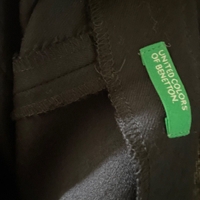 UNITED COLORS
OF BENETTON.